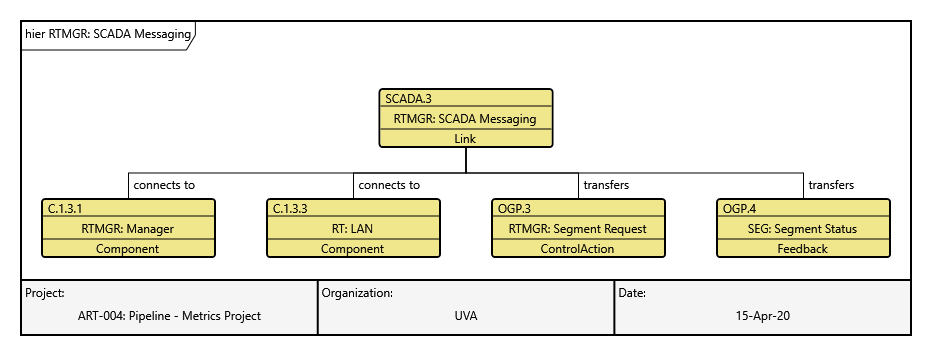 hier RTMGR: SCADA Messaging
SCADA.3
RTMGR: SCADA Messaging
Link
connects to
connects to
transfers
transfers
C.1.3.1
RTMGR: Manager
Component
C.1.3.3
RT: LAN
Component
OGP.3
RTMGR: Segment Request
ControlAction
OGP.4
SEG: Segment Status
Feedback
Project:
ART-004: Pipeline - Metrics Project
Organization:
UVA
Date:
15-Apr-20